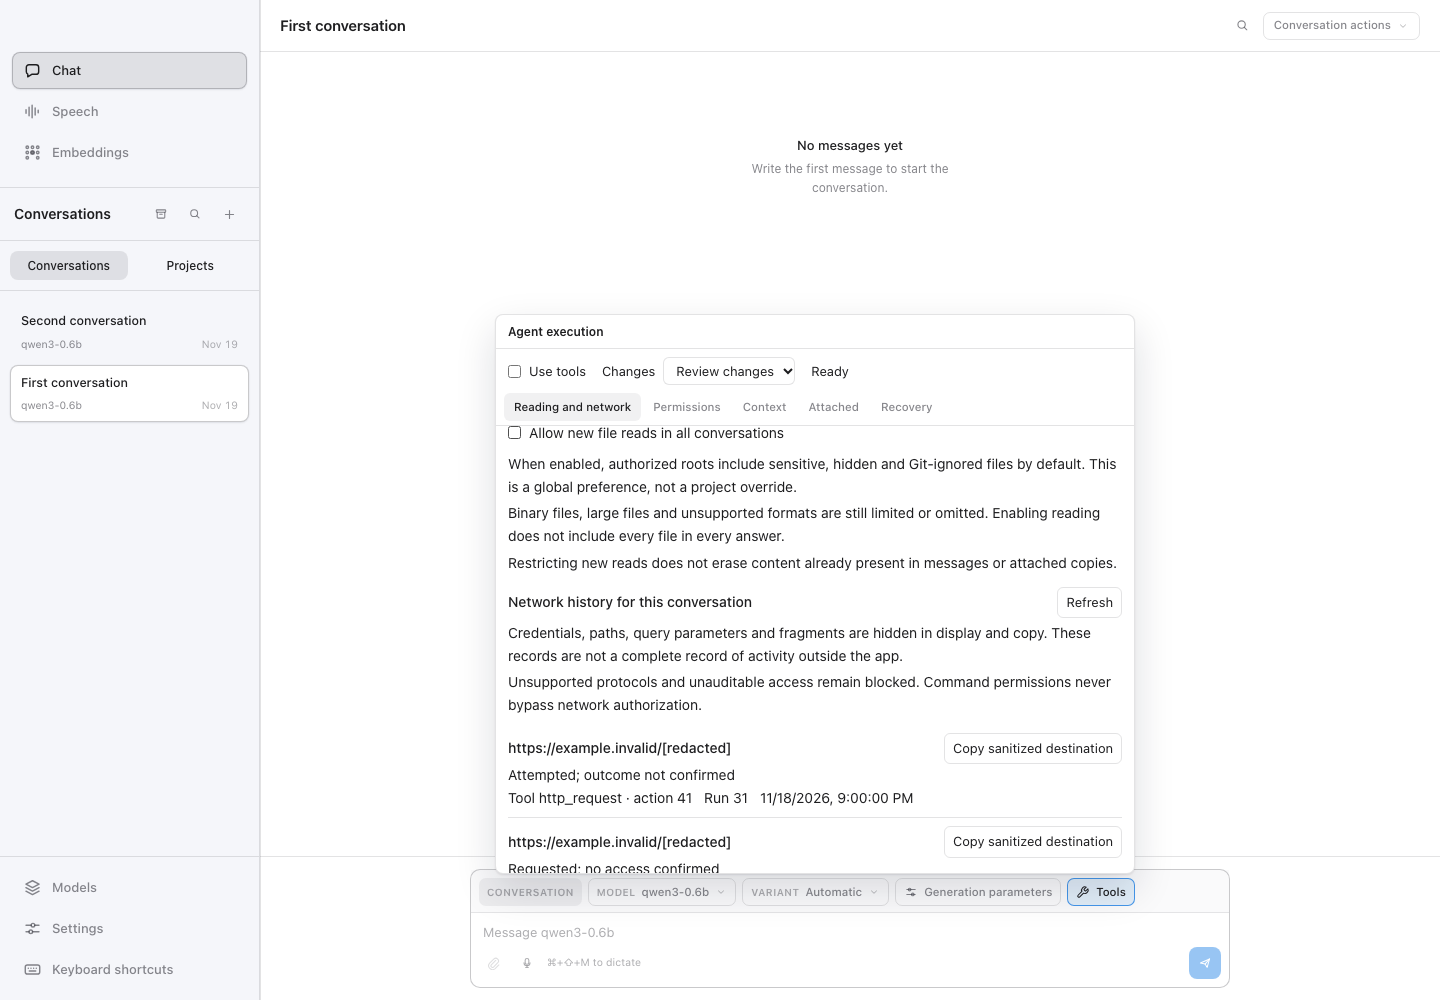 Chat
Speech
Embeddings
Conversations
Conversations
Projects
Second conversation
qwen3-0.6b
Nov 19
First conversation
qwen3-0.6b
Nov 19
Models
Settings
Keyboard shortcuts
First conversation
Conversation actions
No messages yet
Write the first message to start the
conversation.
Agent execution
Use tools
Changes
Review changes
Ready
Reading and network
Permissions
Context
Attached
Recovery
Allow new file reads in all conversations
When enabled, authorized roots include sensitive, hidden and Git-ignored files by default. This
is a global preference, not a project override.
Binary files, large files and unsupported formats are still limited or omitted. Enabling reading
does not include every file in every answer.
Restricting new reads does not erase content already present in messages or attached copies.
Network history for this conversation
Refresh
Credentials, paths, query parameters and fragments are hidden in display and copy. These
records are not a complete record of activity outside the app.
Unsupported protocols and unauditable access remain blocked. Command permissions never
bypass network authorization.
https://example.invalid/[redacted]
Copy sanitized destination
Attempted; outcome not confirmed
Tool http_request · action 41 Run 31 11/18/2026, 9:00:00 PM
https://example.invalid/[redacted]
Copy sanitized destination
Requested; no access confirmed
CONVERSATION
MODEL qwen3-0.6b
VARIANT Automatic
Generation parameters
Tools
Message qwen3-0.6b
⌘+⇧+M to dictate